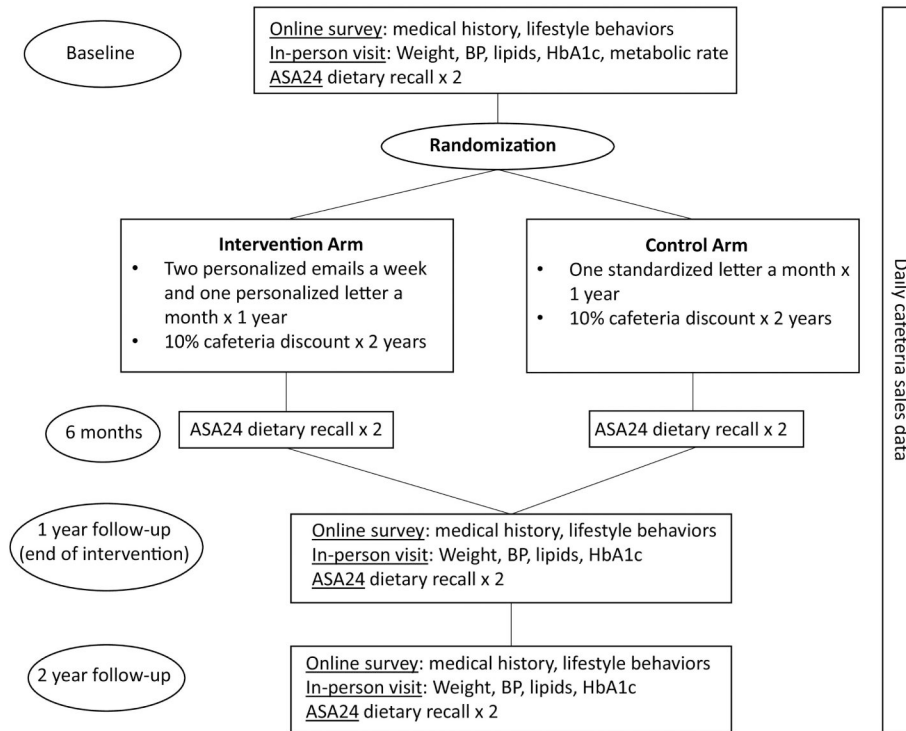 Online survey: medical history, lifestyle behaviors
In-person visit: Weight, BP, lipids, HbA1c, metabolic rate
ASA24 dietary recall x 2
Baseline
Randomization
Intervention Arm
• Two personalized emails a week
and one personalized letter a
month x 1 year
• 10% cafeteria discount x 2 years
Control Arm
• One standardized letter a month x
1 year
• 10% cafeteria discount x 2 years
6 months
ASA24 dietary recall x 2
ASA24 dietary recall x 2
1 year follow-up
(end of intervention)
Online survey: medical history, lifestyle behaviors
In-person visit: Weight, BP, lipids, HbA1c
ASA24 dietary recall x 2
2 year follow-up
Online survey: medical history, lifestyle behaviors
In-person visit: Weight, BP, lipids, HbA1c
ASA24 dietary recall x 2
Daily cafeteria sales data